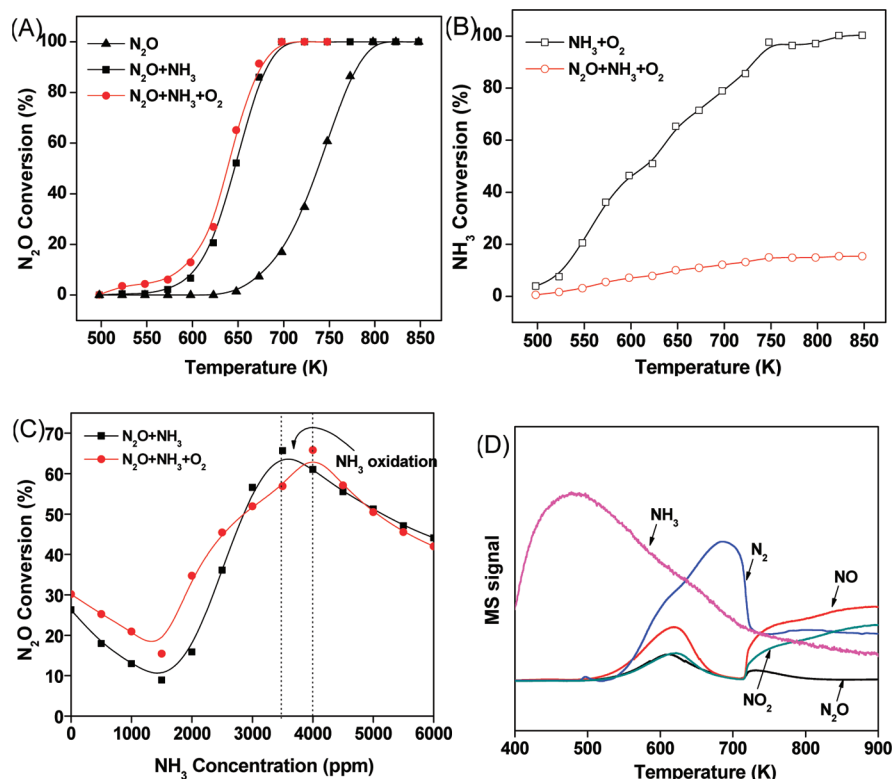 (A)
N₂O
N₂O+NH₃
N₂O+NH₃+O₂
N₂O Conversion (%)
100
80
60
40
20
0
500 550 600 650 700 750 800 850
Temperature (K)
(B)
NH₃+O₂
N₂O+NH₃+O₂
NH₃ Conversion (%)
100
80
60
40
20
0
500 550 600 650 700 750 800 850
Temperature (K)
(C)
N₂O+NH₃
N₂O+NH₃+O₂
NH₃ oxidation
N₂O Conversion (%)
70
60
50
40
30
20
10
0
0 1000 2000 3000 4000 5000 6000
NH₃ Concentration (ppm)
(D)
NH₃
N₂
NO
NO₂
N₂O
MS signal
400 500 600 700 800 900
Temperature (K)